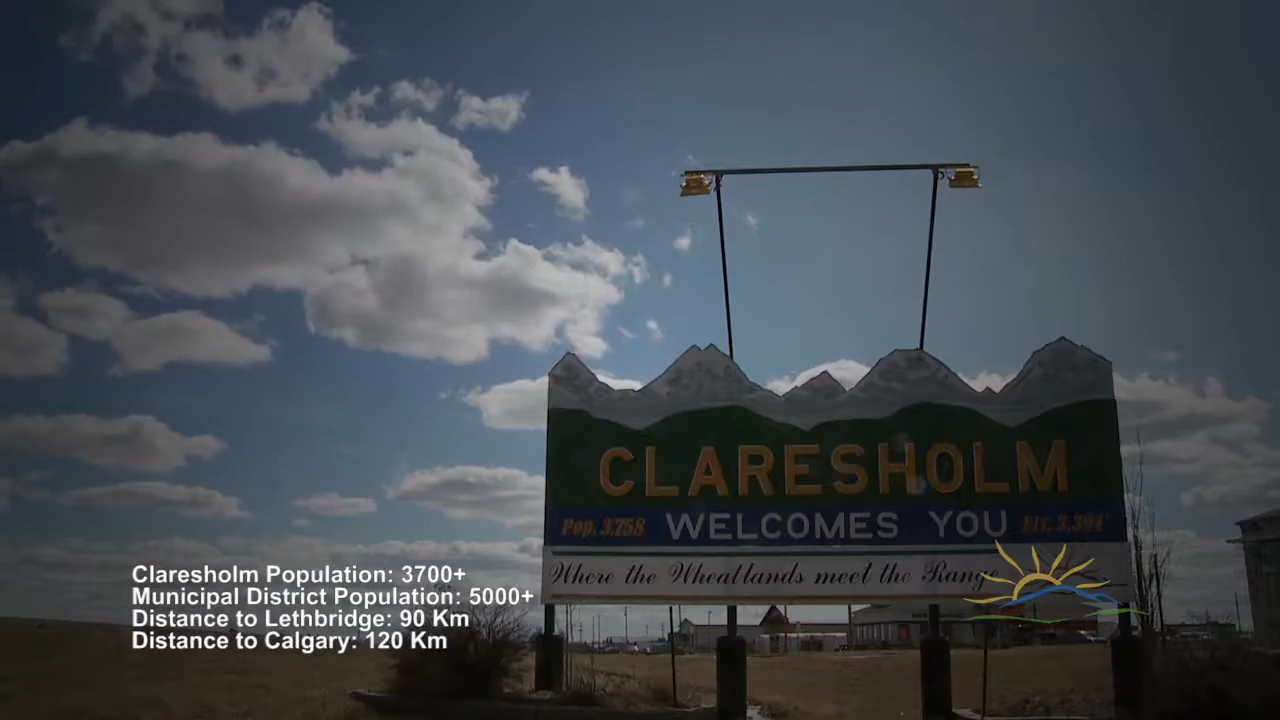 CLARESHOLM
Pop. 3.758 WELCOMES YOU Elv. 3.394'
Where the Wheatlands meet the Range
Claresholm Population: 3700+
Municipal District Population: 5000+
Distance to Lethbridge: 90 Km
Distance to Calgary: 120 Km